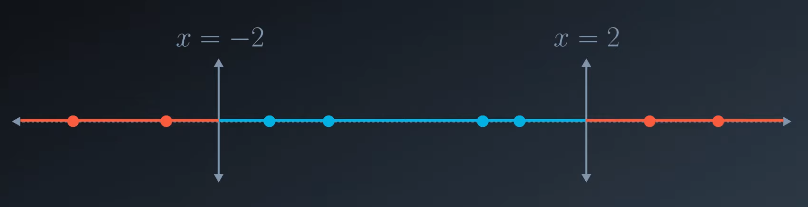 x = −2
x = 2